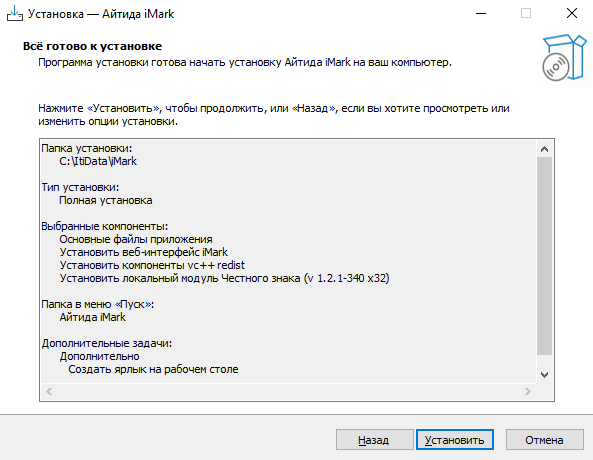 Установка — Айтида iMark
Всё готово к установке
Программа установки готова начать установку Айтида iMark на ваш компьютер.
Нажмите «Установить», чтобы продолжить, или «Назад», если вы хотите просмотреть или
изменить опции установки.
Папка установки:
C:\ItiData\iMark
Тип установки:
Полная установка
Выбранные компоненты:
Основные файлы приложения
Установить веб-интерфейс iMark
Установить компоненты vc++ redist
Установить локальный модуль Честного знака (v 1.2.1-340 x32)
Папка в меню «Пуск»:
Айтида iMark
Дополнительные задачи:
Дополнительно
Создать ярлык на рабочем столе
Назад
Установить
Отмена